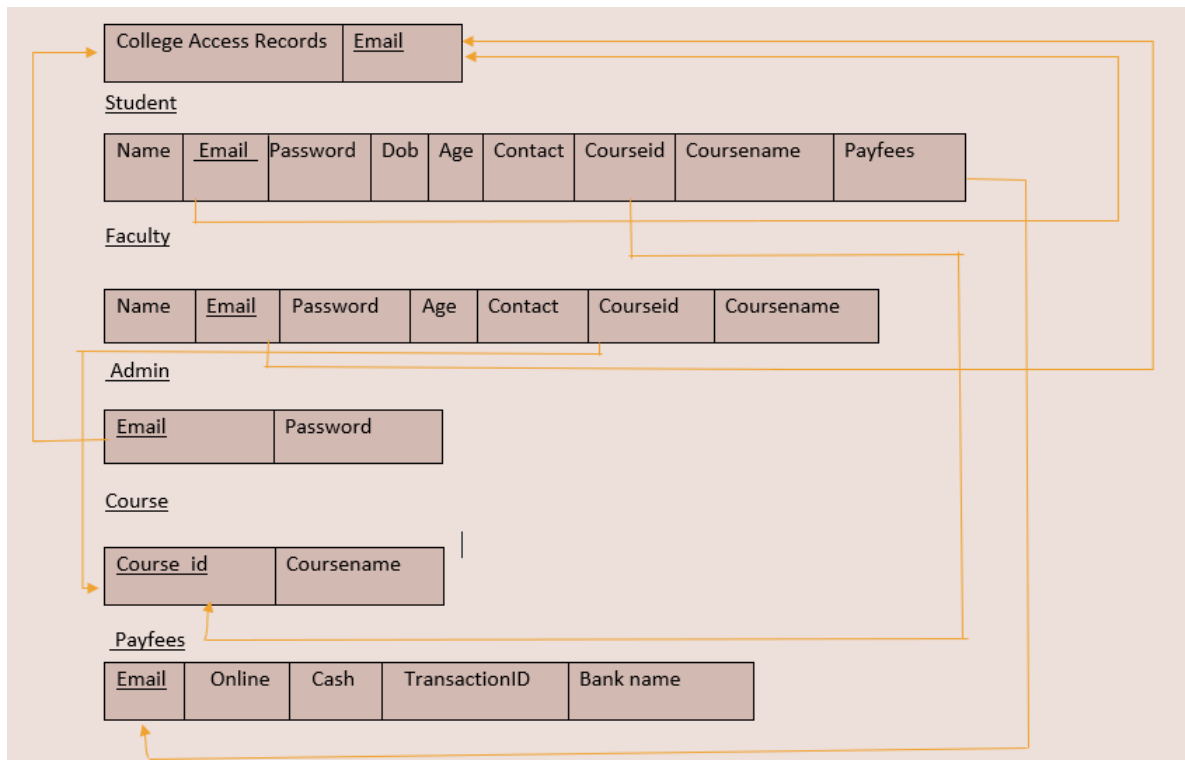 College Access Records Email
Student
Name Email Password Dob Age Contact Courseid Coursename Payfees
Faculty
Name Email Password Age Contact Courseid Coursename
Admin
Email Password
Course
Course_id Coursename
Payfees
Email Online Cash TransactionID Bank name